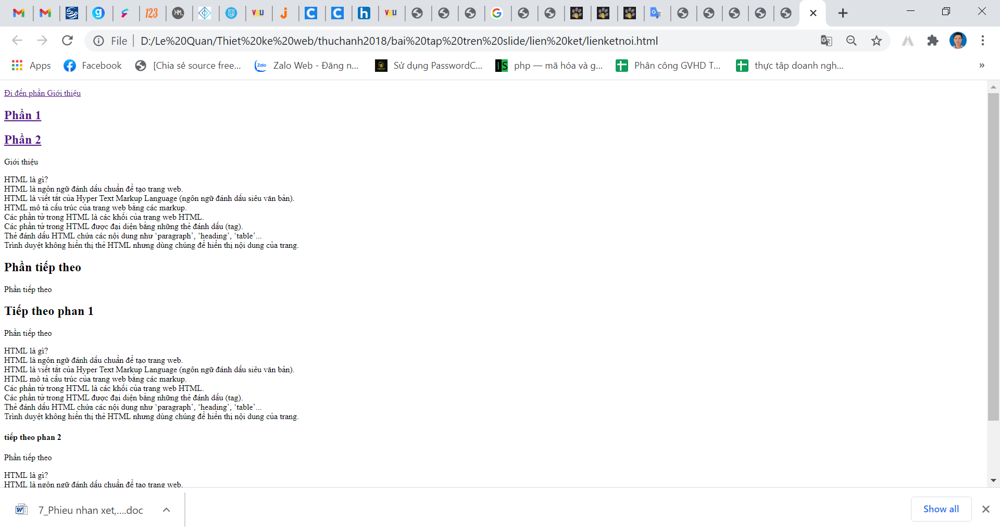 123
HM.
VKU
VKU
File
D:/Le%20Quan/Thiet%20ke%20web/thuchanh2018/bai%20tap%20tren%20slide/lien%20ket/lienketnoi.html
Apps
Facebook
[Chia sẻ source free...
Zalo Web - Đăng n...
Sử dụng PasswordC...
php — mã hóa và g...
Phân công GVHD T...
thực tập doanh ngh...
»
Đi đến phần Giới thiệu
Phần 1
Phần 2
Giới thiệu
HTML là gì?
HTML là ngôn ngữ đánh dấu chuẩn để tạo trang web.
HTML là viết tắt của Hyper Text Markup Language (ngôn ngữ đánh dấu siêu văn bản).
HTML mô tả cấu trúc của trang web bằng các markup.
Các phần tử trong HTML là các khối của trang web HTML.
Các phần tử trong HTML được đại diện bằng những thẻ đánh dấu (tag).
Thẻ đánh dấu HTML chứa các nội dung như ‘paragraph’, ‘heading’, ‘table’...
Trình duyệt không hiển thị thẻ HTML nhưng dùng chúng để hiển thị nội dung của trang.
Phần tiếp theo
Phần tiếp theo
Tiếp theo phan 1
Phần tiếp theo
HTML là gì?
HTML là ngôn ngữ đánh dấu chuẩn để tạo trang web.
HTML là viết tắt của Hyper Text Markup Language (ngôn ngữ đánh dấu siêu văn bản).
HTML mô tả cấu trúc của trang web bằng các markup.
Các phần tử trong HTML là các khối của trang web HTML.
Các phần tử trong HTML được đại diện bằng những thẻ đánh dấu (tag).
Thẻ đánh dấu HTML chứa các nội dung như ‘paragraph’, ‘heading’, ‘table’...
Trình duyệt không hiển thị thẻ HTML nhưng dùng chúng để hiển thị nội dung của trang.
tiếp theo phan 2
Phần tiếp theo
HTML là gì?
HTML là ngôn ngữ đánh dấu chuẩn để tạo trang web.
7_Phieu nhan xet,....doc
Show all